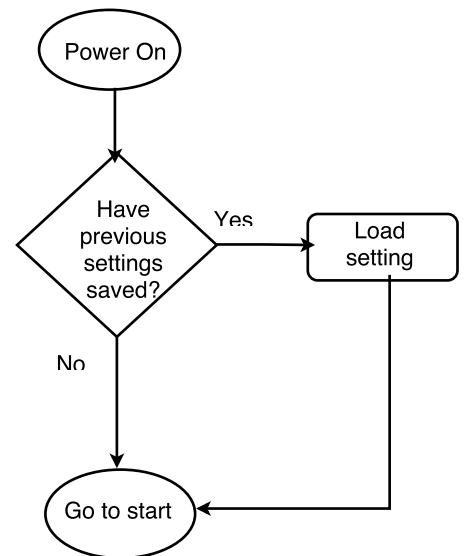 Power On
Have
previous
settings
saved?
Yes
Load
setting
No
Go to start